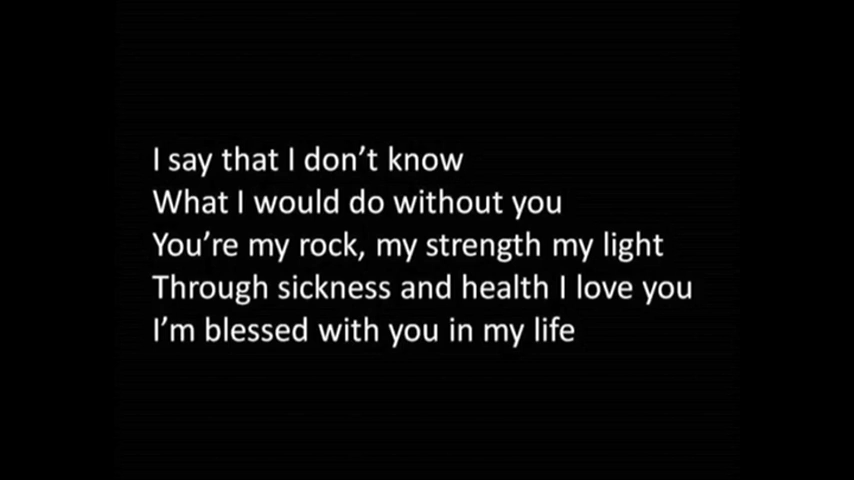 I say that I don't know
What I would do without you
You're my rock, my strength my light
Through sickness and health I love you
I'm blessed with you in my life